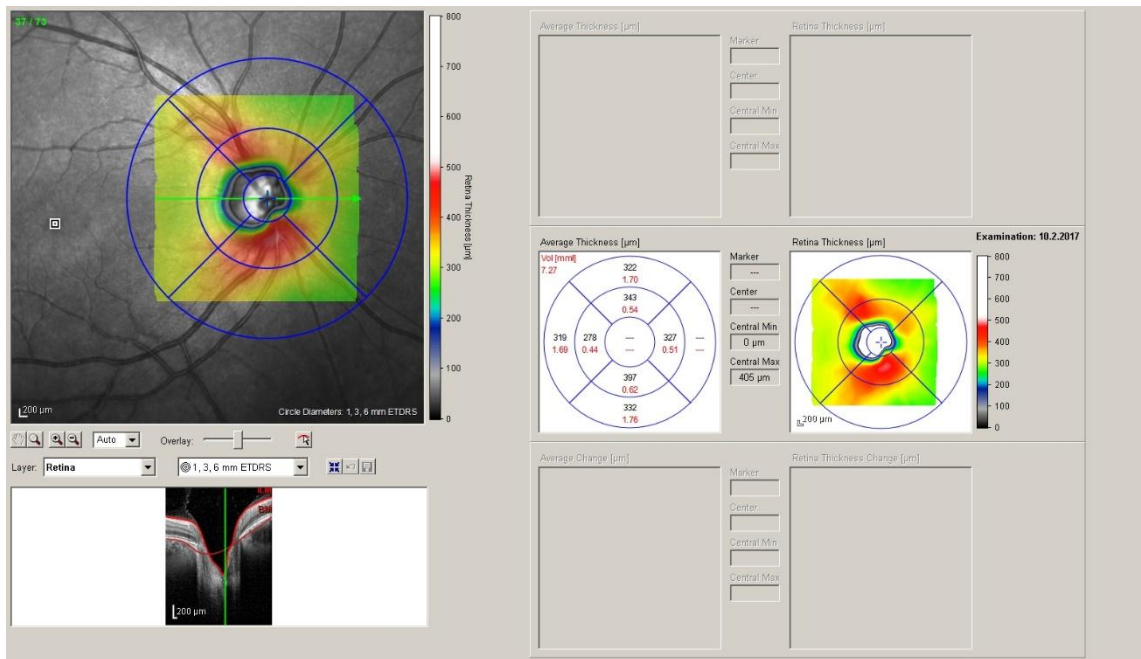 37 / 73
800
700
600
500
400
300
200
100
0
Retina Thickness [µm]
200 µm
Circle Diameters: 1, 3, 6 mm ETDRS
Auto
Overlay:
Layer:
Retina
1, 3, 6 mm ETDRS
ILM
200 µm
Average Thickness [µm]
Marker
Center
Central Min
Central Max
Retina Thickness [µm]
Average Thickness [µm]
Vol [mm³]
7.27
322
1.70
343
0.54
319
1.69
278
0.44
---
---
327
0.51
---
---
397
0.62
332
1.76
Marker
---
Center
---
Central Min
0 µm
Central Max
405 µm
Retina Thickness [µm]
200 µm
Examination: 10.2.2017
800
700
600
500
400
300
200
100
0
Average Change [µm]
Marker
Center
Central Min
Central Max
Retina Thickness Change [µm]